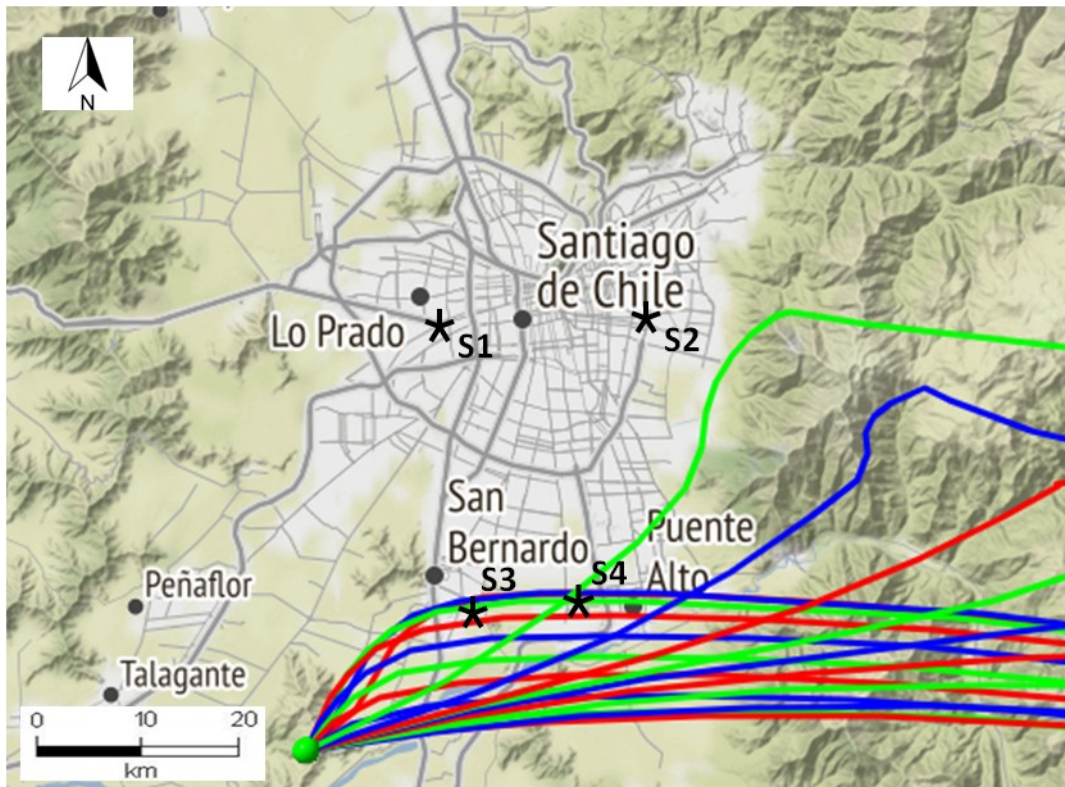 N
Santiago
de Chile
Lo Prado
S1
S2
San
Bernardo
Puente
Alto
S3
S4
Peñaflor
Talagante
0 10 20
km